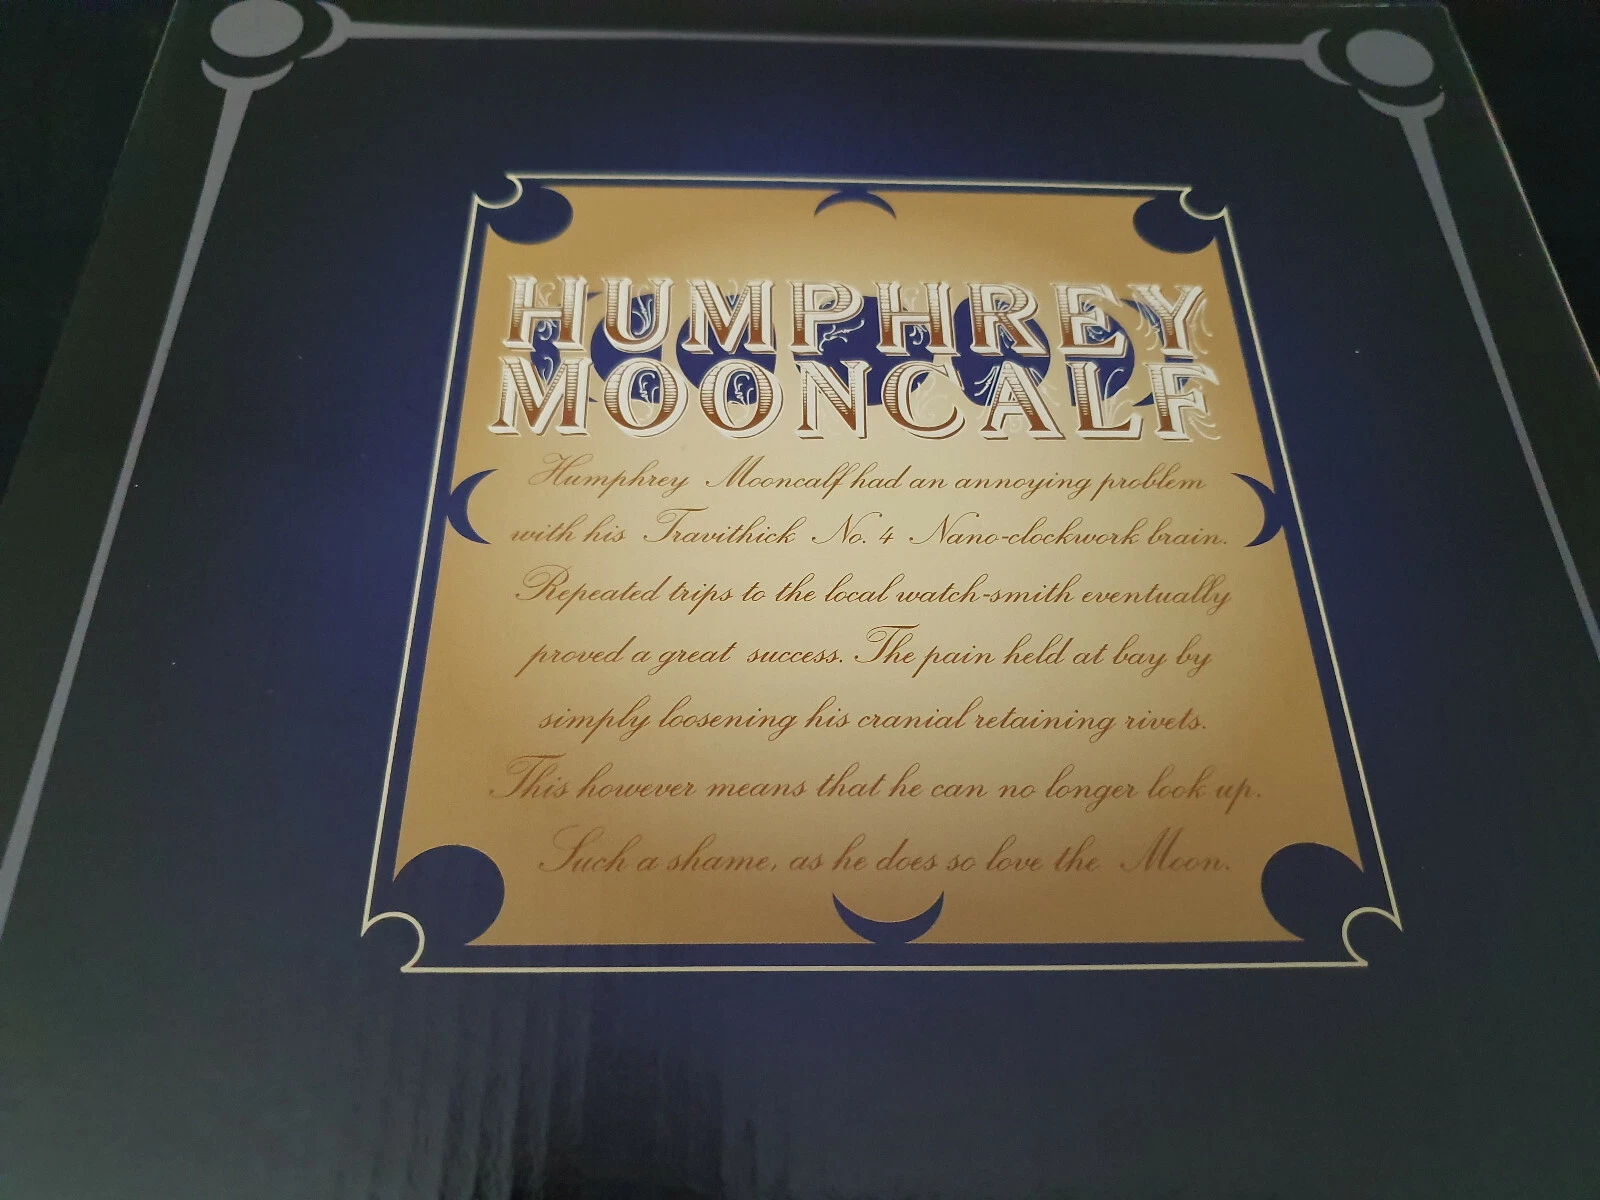 HUMPHREY
MOONCALF
Humphrey Mooncalf had an annoying problem
with his Travithick No. 4 Nano-clockwork brain.
Repeated trips to the local watch-smith eventually
proved a great success. The pain held at bay by
simply loosening his cranial retaining rivets.
This however means that he can no longer look up.
Such a shame, as he does so love the Moon.